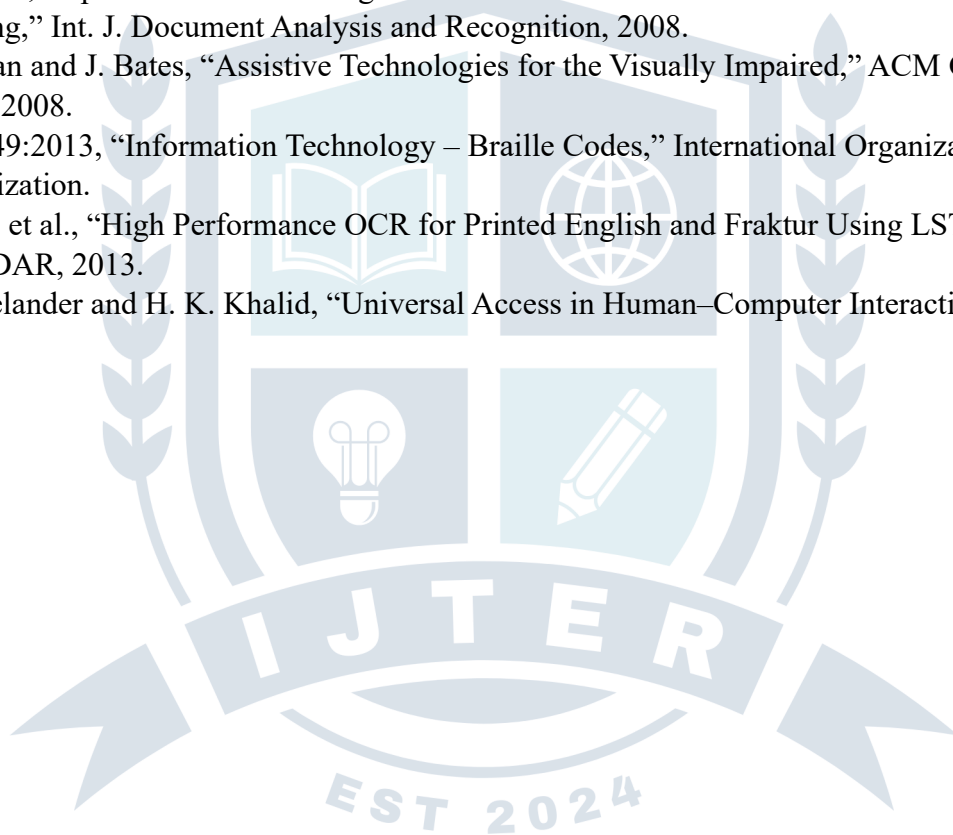 ng,” Int. J. Document Analysis and Recognition, 2008.
an and J. Bates, “Assistive Technologies for the Visually Impaired,” ACM
2008.
49:2013, “Information Technology – Braille Codes,” International Organiza
ization.
et al., “High Performance OCR for Printed English and Fraktur Using LST
DAR, 2013.
elander and H. K. Khalid, “Universal Access in Human–Computer Interacti
IJTER
EST 2024